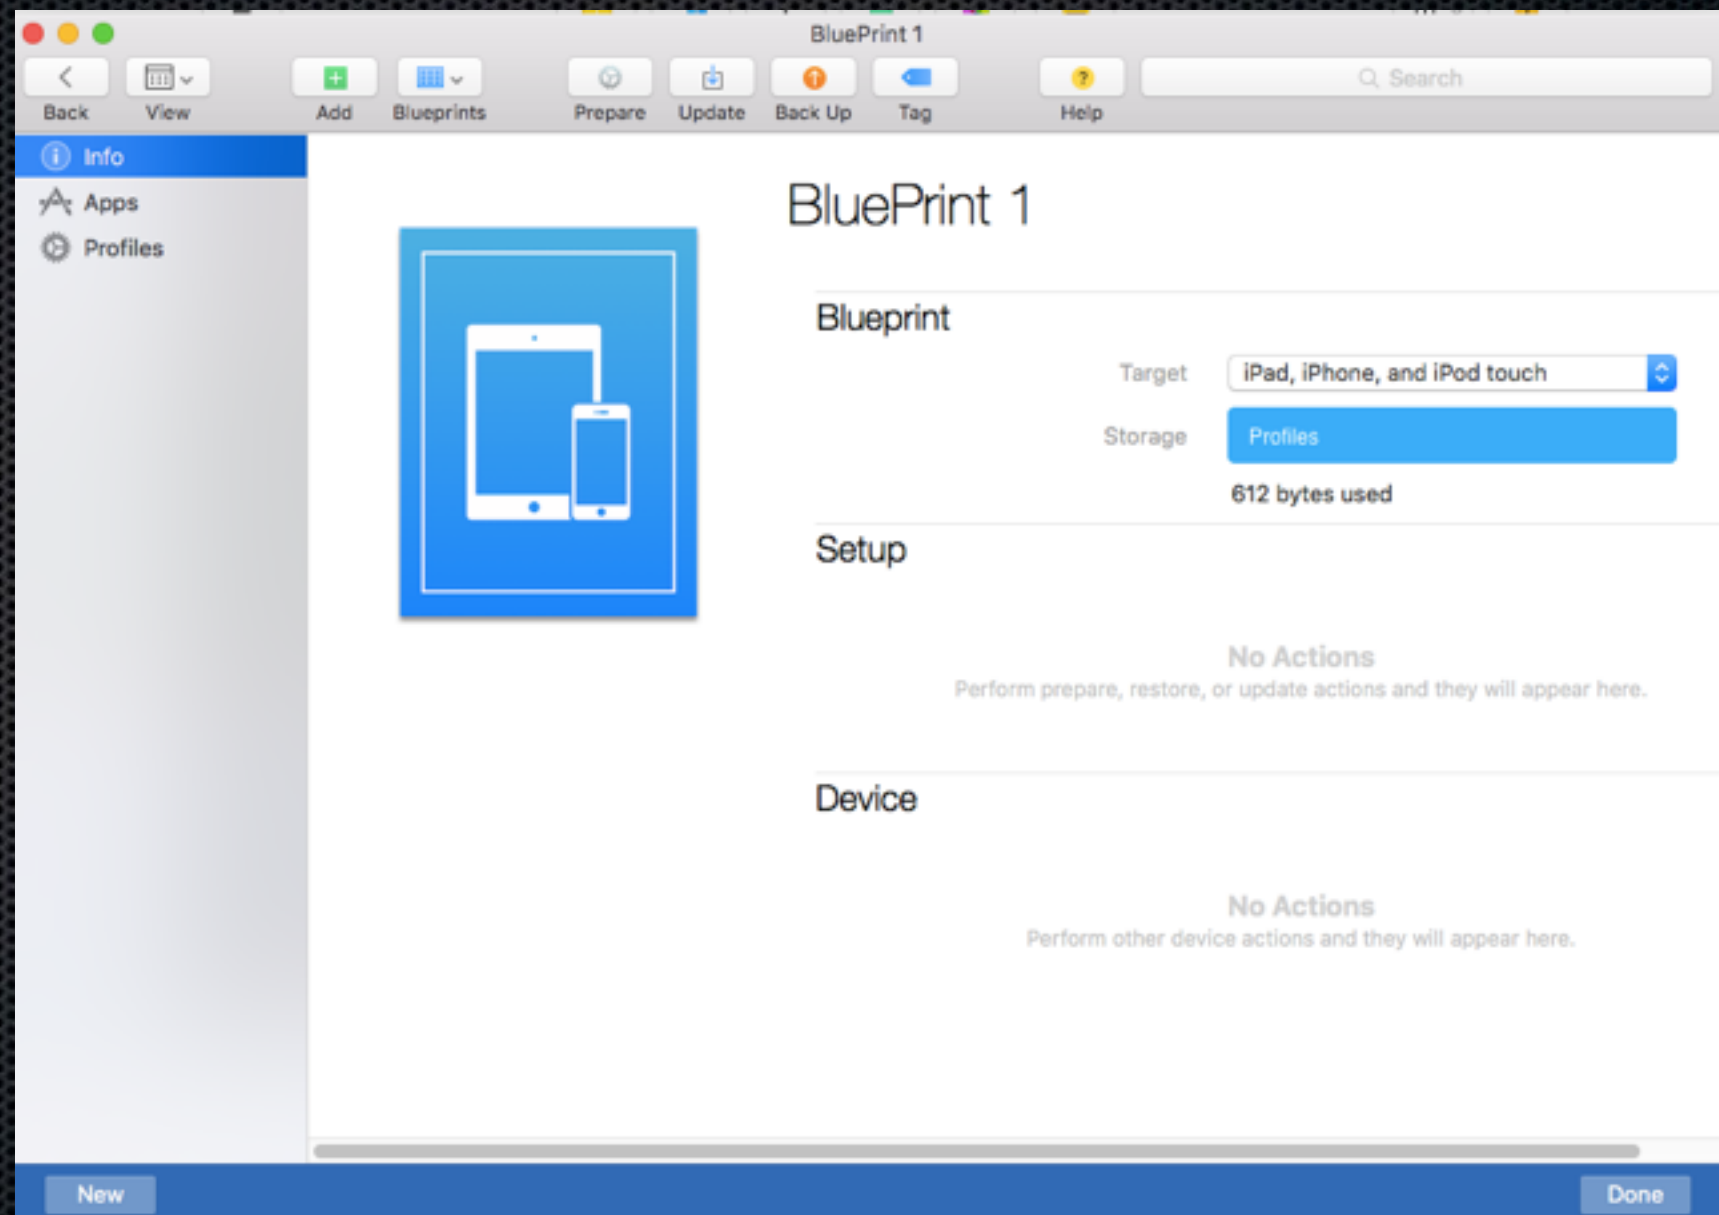 BluePrint 1
Search
Back View Add Blueprints Prepare Update Back Up Tag Help
Info
Apps
Profiles
BluePrint 1
Blueprint
Target iPad, iPhone, and iPod touch
Storage Profiles
612 bytes used
Setup
No Actions
Perform prepare, restore, or update actions and they will appear here.
Device
No Actions
Perform other device actions and they will appear here.
New Done